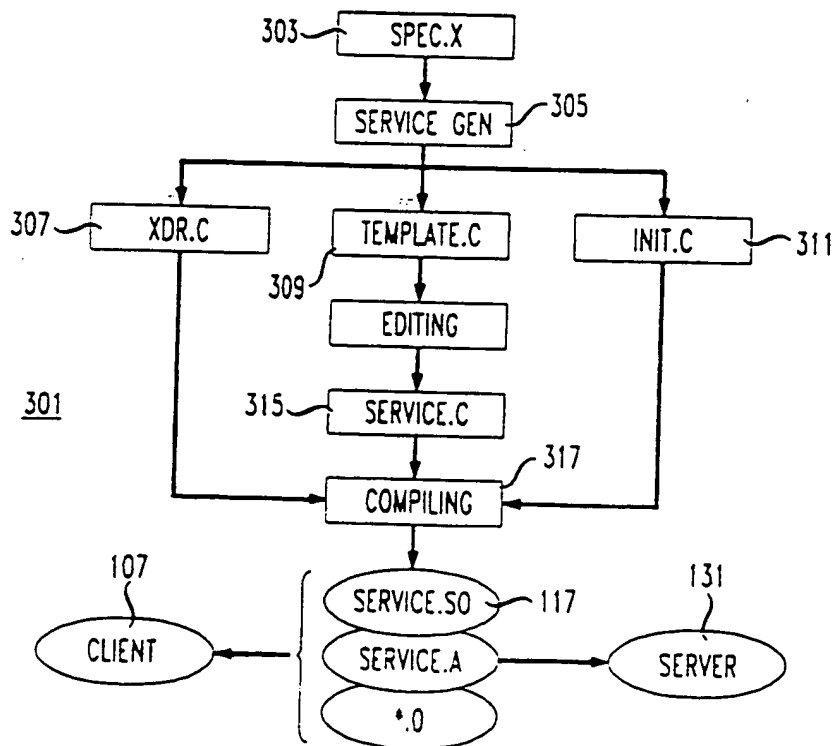 303 SPEC.X
SERVICE GEN 305
307 XDR.C TEMPLATE.C INIT.C 311
309
EDITING
301 315 SERVICE.C
317
COMPILING
107 SERVICE.SO 117 131
CLIENT SERVICE.A SERVER
*.O